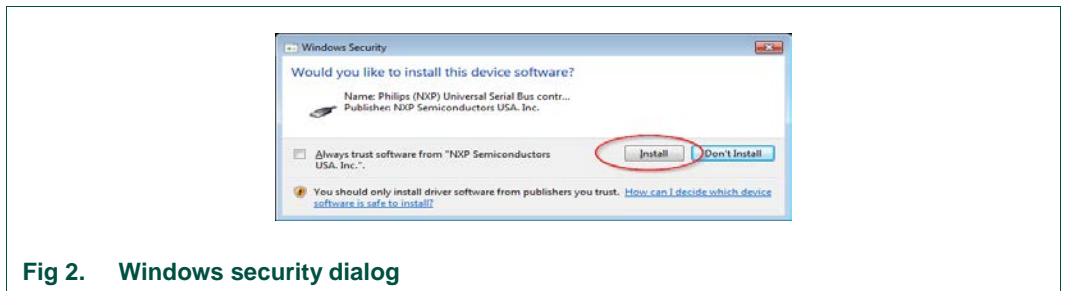 Windows Security
Would you like to install this device software?
Name: Philips (NXP) Universal Serial Bus contr...
Publisher: NXP Semiconductors USA. Inc.
Always trust software from "NXP Semiconductors
USA. Inc.".
Install
Don't Install
You should only install driver software from publishers you trust. How can I decide which device
software is safe to install?
Fig 2. Windows security dialog